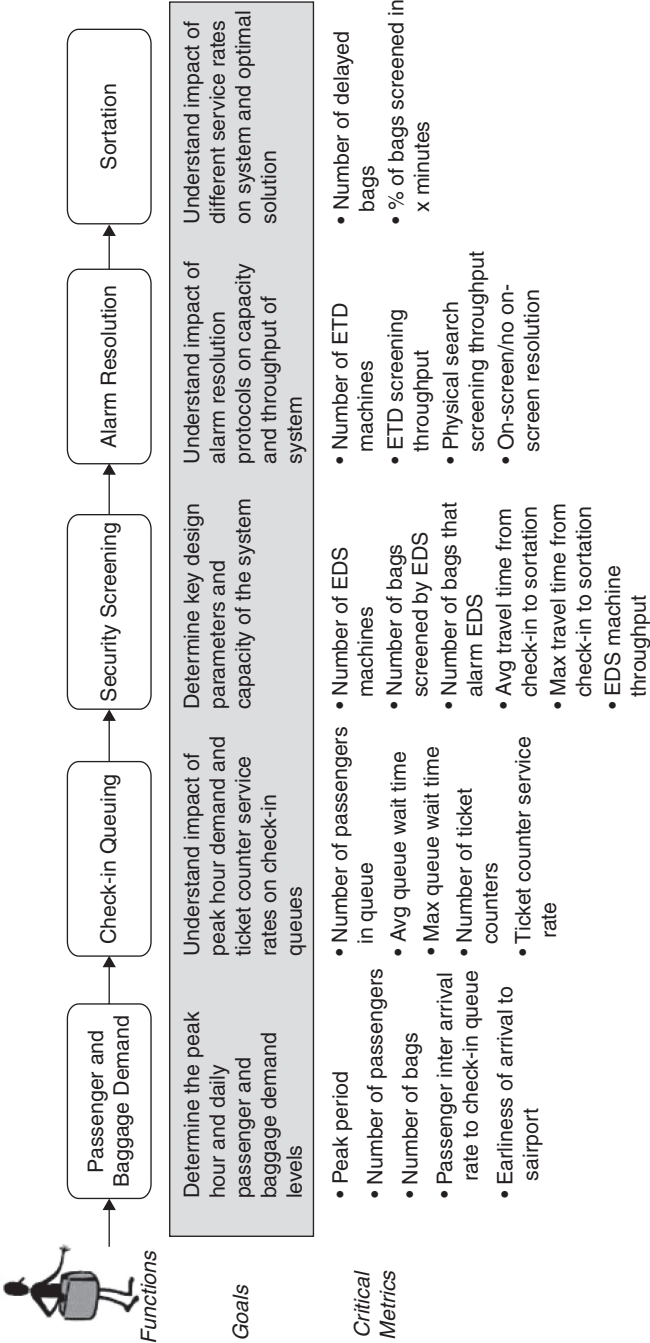 Functions
Passenger and
Baggage Demand
Check-in Queuing
Security Screening
Alarm Resolution
Sortation
Goals
Determine the peak
hour and daily
passenger and
baggage demand
levels
Understand impact of
peak hour demand and
ticket counter service
rates on check-in
queues
Determine key design
parameters and
capacity of the system
Understand impact of
alarm resolution
protocols on capacity
and throughput of
system
Understand impact of
different service rates
on system and optimal
solution
Critical
Metrics
• Peak period
• Number of passengers
• Number of bags
• Passenger inter arrival
rate to check-in queue
• Earliness of arrival to
sairport
• Number of passengers
in queue
• Avg queue wait time
• Max queue wait time
• Number of ticket
counters
• Ticket counter service
rate
• Number of EDS
machines
• Number of bags
screened by EDS
• Number of bags that
alarm EDS
• Avg travel time from
check-in to sortation
• Max travel time from
check-in to sortation
• EDS machine
throughput
• Number of ETD
machines
• ETD screening
throughput
• Physical search
screening throughput
• On-screen/no on-
screen resolution
• Number of delayed
bags
• % of bags screened in
x minutes